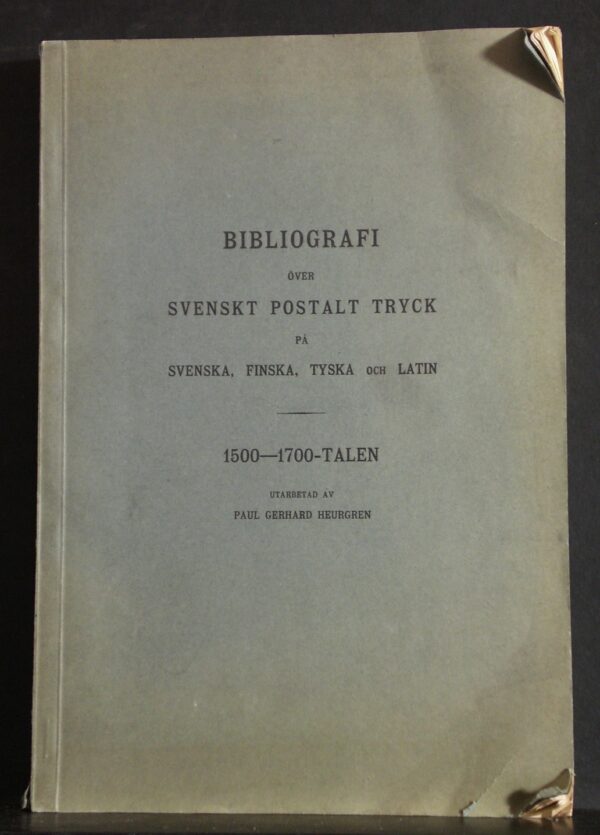 BIBLIOGRAFI
ÖVER
SVENSKT POSTALT TRYCK
PÅ
SVENSKA, FINSKA, TYSKA OCH LATIN
1500—1700-TALEN
UTARBETAD AV
PAUL GERHARD HEURGREN